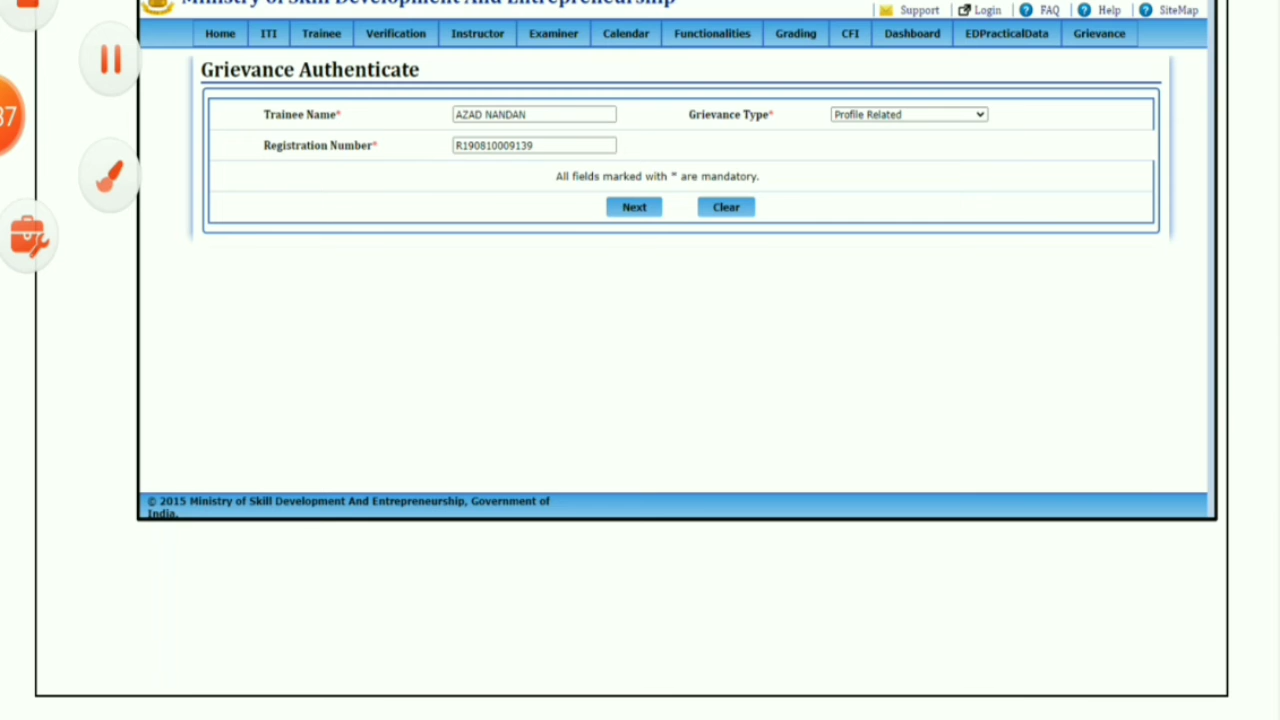 Ministry of Skill Development And Entrepreneurship
Support Login FAQ Help SiteMap
Home ITI Trainee Verification Instructor Examiner Calendar Functionalities Grading CFI Dashboard EDPracticalData Grievance
Grievance Authenticate
Trainee Name* AZAD NANDAN Grievance Type* Profile Related
Registration Number* R190810009139
All fields marked with * are mandatory.
Next Clear
© 2015 Ministry of Skill Development And Entrepreneurship, Government of
India.
37